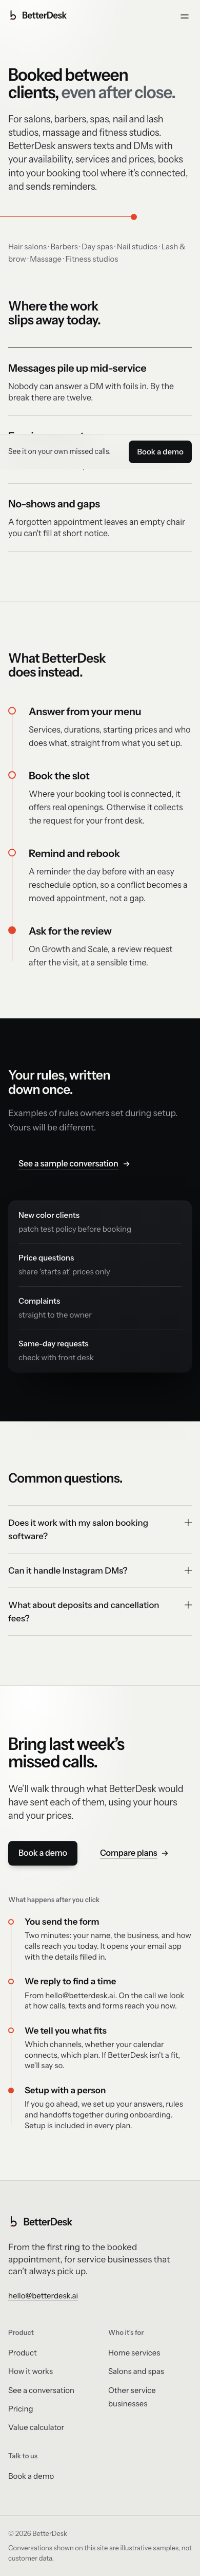 BetterDesk
Booked between
clients, even after close.
For salons, barbers, spas, nail and lash
studios, massage and fitness studios.
BetterDesk answers texts and DMs with
your availability, services and prices, books
into your booking tool where it's connected,
and sends reminders.
Hair salons · Barbers · Day spas · Nail studios · Lash &
brow · Massage · Fitness studios
Where the work
slips away today.
Messages pile up mid-service
Nobody can answer a DM with foils in. By the
break there are twelve.
See it on your own missed calls.
Book a demo
No-shows and gaps
A forgotten appointment leaves an empty chair
you can't fill at short notice.
What BetterDesk
does instead.
Answer from your menu
Services, durations, starting prices and who
does what, straight from what you set up.
Book the slot
Where your booking tool is connected, it
offers real openings. Otherwise it collects
the request for your front desk.
Remind and rebook
A reminder the day before with an easy
reschedule option, so a conflict becomes a
moved appointment, not a gap.
Ask for the review
On Growth and Scale, a review request
after the visit, at a sensible time.
Your rules, written
down once.
Examples of rules owners set during setup.
Yours will be different.
See a sample conversation →
New color clients
patch test policy before booking
Price questions
share 'starts at' prices only
Complaints
straight to the owner
Same-day requests
check with front desk
Common questions.
Does it work with my salon booking
software?
Can it handle Instagram DMs?
What about deposits and cancellation
fees?
Bring last week's
missed calls.
We'll walk through what BetterDesk would
have sent each of them, using your hours
and your prices.
Book a demo
Compare plans →
What happens after you click
You send the form
Two minutes: your name, the business, and how
calls reach you today. It opens your email app
with the details filled in.
We reply to find a time
From hello@betterdesk.ai. On the call we look
at how calls, texts and forms reach you now.
We tell you what fits
Which channels, whether your calendar
connects, which plan. If BetterDesk isn't a fit,
we'll say so.
Setup with a person
If you go ahead, we set up your answers, rules
and handoffs together during onboarding.
Setup is included in every plan.
BetterDesk
From the first ring to the booked
appointment, for service businesses that
can't always pick up.
hello@betterdesk.ai
Product
Product
How it works
See a conversation
Pricing
Value calculator
Who it's for
Home services
Salons and spas
Other service
businesses
Talk to us
Book a demo
© 2026 BetterDesk
Conversations shown on this site are illustrative samples, not
customer data.